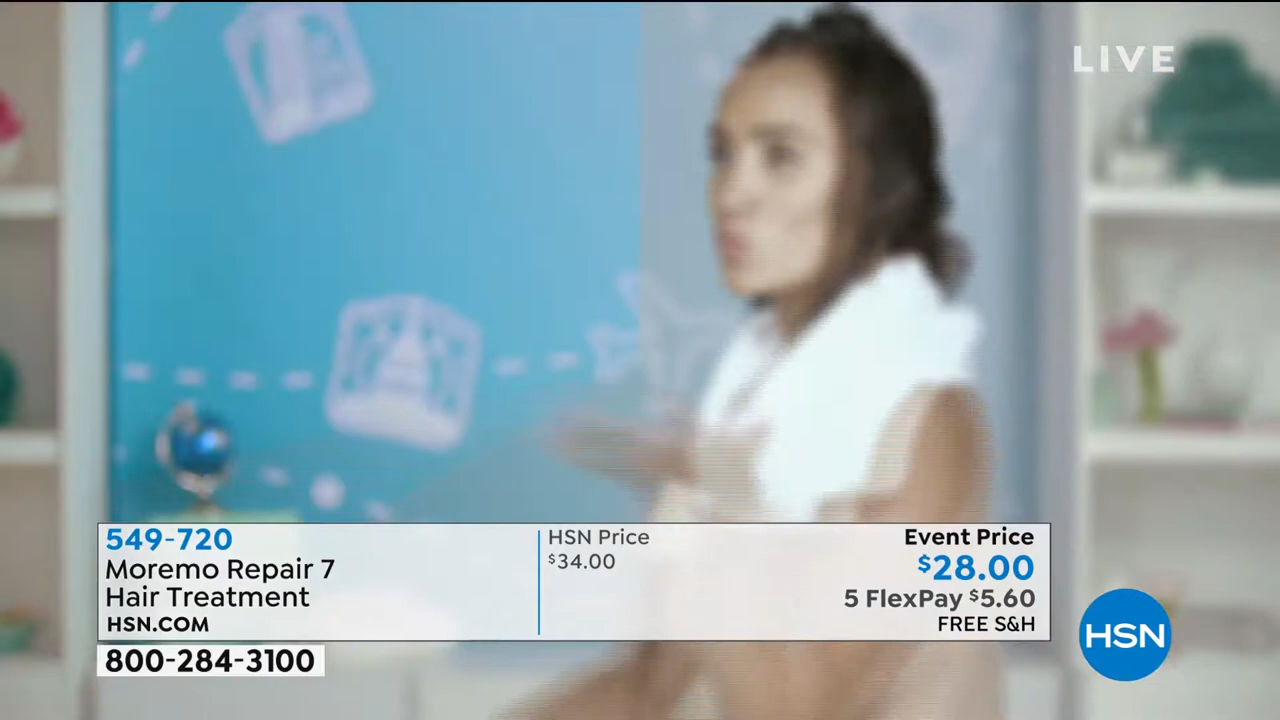 LIVE
549-720
Moremo Repair 7
Hair Treatment
HSN.COM
HSN Price
$34.00
Event Price
$28.00
5 FlexPay $5.60
FREE S&H
800-284-3100
HSN